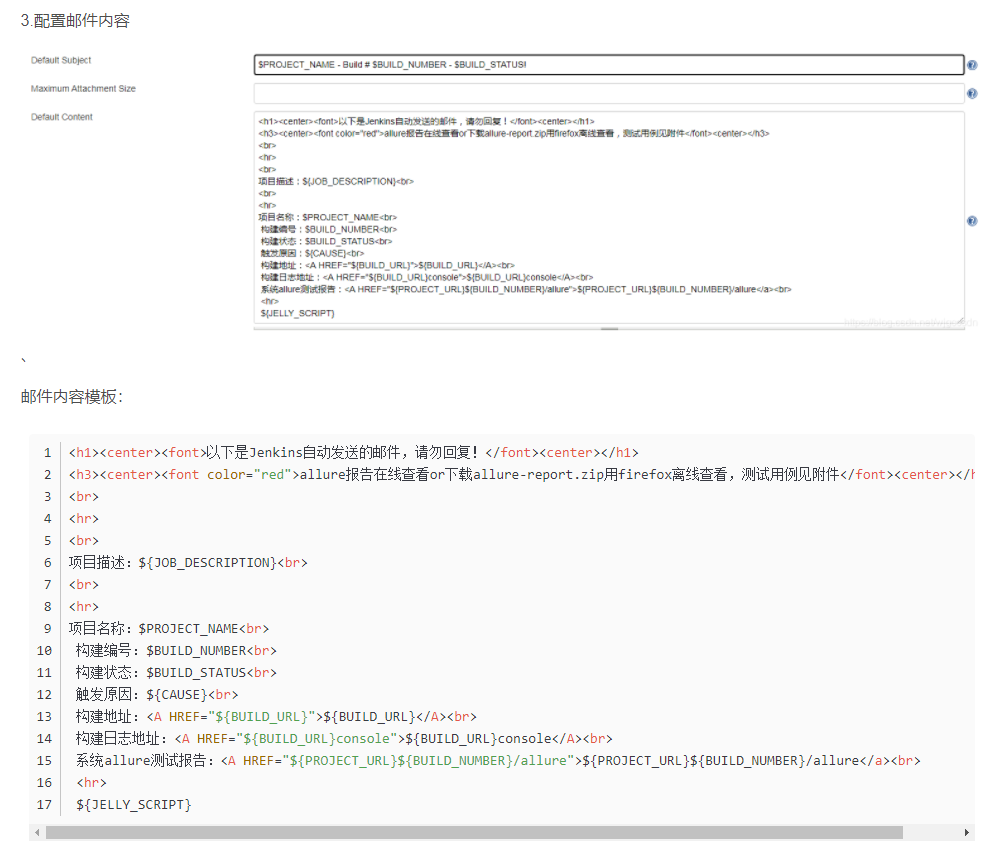 3.配置邮件内容
Default Subject
$PROJECT_NAME - Build # $BUILD_NUMBER - $BUILD_STATUS!
Maximum Attachment Size
Default Content
<h1><center><font>以下是Jenkins自动发送的邮件，请勿回复！</font><center></h1>
<h3><center><font color="red">allure报告在线查看or下载allure-report.zip用firefox离线查看，测试用例见附件</font><center></h3>
<br>
<hr>
<br>
项目描述：${JOB_DESCRIPTION}<br>
<br>
<hr>
项目名称：$PROJECT_NAME<br>
构建编号：$BUILD_NUMBER<br>
构建状态：$BUILD_STATUS<br>
触发原因：${CAUSE}<br>
构建地址：<A HREF="${BUILD_URL}">${BUILD_URL}</A><br>
构建日志地址：<A HREF="${BUILD_URL}console">${BUILD_URL}console</A><br>
系统allure测试报告：<A HREF="${PROJECT_URL}${BUILD_NUMBER}/allure">${PROJECT_URL}${BUILD_NUMBER}/allure</a><br>
<hr>
${JELLY_SCRIPT}
、
邮件内容模板：
1 <h1><center><font>以下是Jenkins自动发送的邮件，请勿回复！</font><center></h1>
2 <h3><center><font color="red">allure报告在线查看or下载allure-report.zip用firefox离线查看，测试用例见附件</font><center></h
3 <br>
4 <hr>
5 <br>
6 项目描述：${JOB_DESCRIPTION}<br>
7 <br>
8 <hr>
9 项目名称：$PROJECT_NAME<br>
10 构建编号：$BUILD_NUMBER<br>
11 构建状态：$BUILD_STATUS<br>
12 触发原因：${CAUSE}<br>
13 构建地址：<A HREF="${BUILD_URL}">${BUILD_URL}</A><br>
14 构建日志地址：<A HREF="${BUILD_URL}console">${BUILD_URL}console</A><br>
15 系统allure测试报告：<A HREF="${PROJECT_URL}${BUILD_NUMBER}/allure">${PROJECT_URL}${BUILD_NUMBER}/allure</a><br>
16 <hr>
17 ${JELLY_SCRIPT}